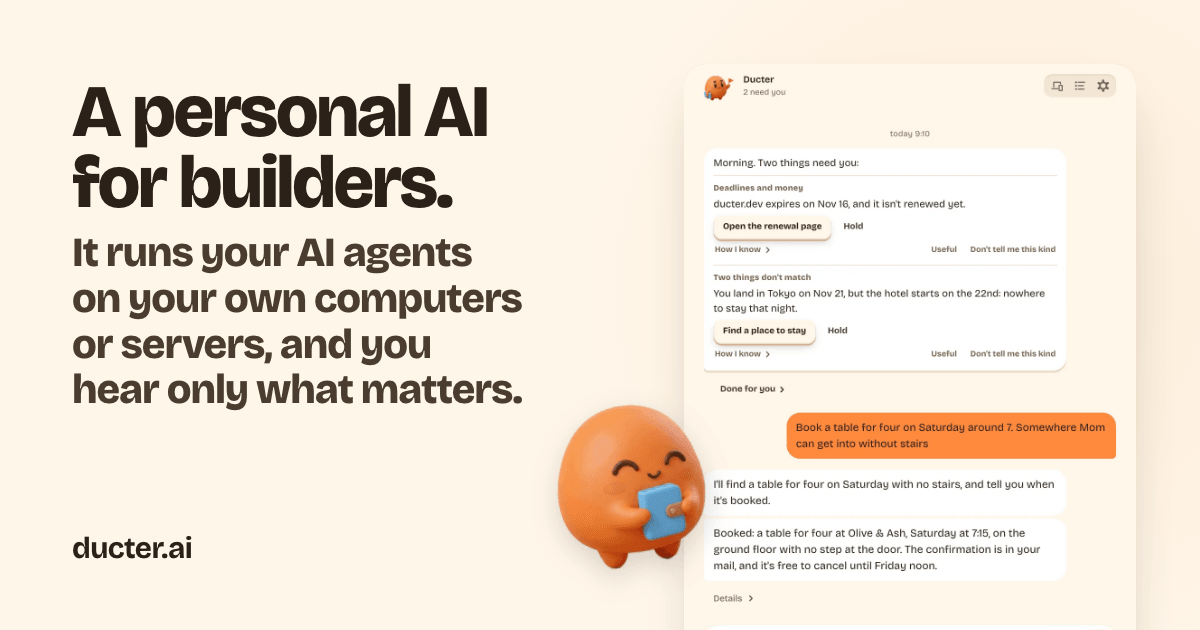 A personal AI
for builders.
It runs your AI agents
on your own computers
or servers, and you
hear only what matters.
ducter.ai
Ducter
2 need you
today 9:10
Morning. Two things need you:
Deadlines and money
ducter.dev expires on Nov 16, and it isn't renewed yet.
Open the renewal page Hold
How I know Useful Don't tell me this kind
Two things don't match
You land in Tokyo on Nov 21, but the hotel starts on the 22nd: nowhere
to stay that night.
Find a place to stay Hold
How I know Useful Don't tell me this kind
Done for you
Book a table for four on Saturday around 7. Somewhere Mom
can get into without stairs
I'll find a table for four on Saturday with no stairs, and tell you when
it's booked.
Booked: a table for four at Olive & Ash, Saturday at 7:15, on the
ground floor with no step at the door. The confirmation is in your
mail, and it's free to cancel until Friday noon.
Details